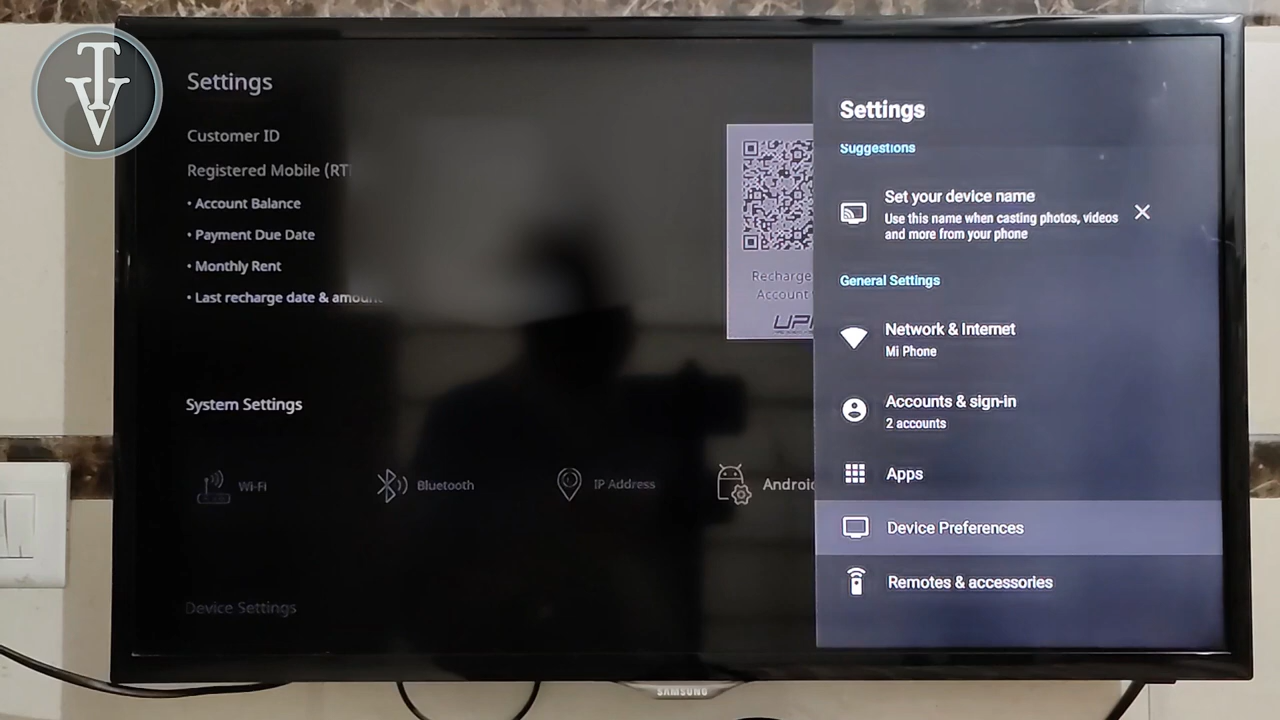 TV
Settings
Customer ID
Registered Mobile (RT
• Account Balance
• Payment Due Date
• Monthly Rent
• Last recharge date & amount
Recharge
Account
UPI
System Settings
Wi-Fi
Bluetooth
IP Address
Androi
Device Settings
Settings
Suggestions
Set your device name
Use this name when casting photos, videos
and more from your phone
General Settings
Network & Internet
Mi Phone
Accounts & sign-in
2 accounts
Apps
Device Preferences
Remotes & accessories
SAMSUNG